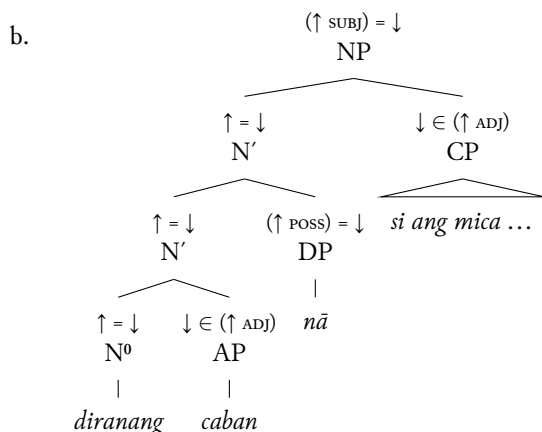 b.
(↑ SUBJ) = ↓
NP
↑ = ↓ ↓ ∈ (↑ ADJ)
N′ CP
↑ = ↓ (↑ POSS) = ↓ si ang mica …
N′ DP
↑ = ↓ ↓ ∈ (↑ ADJ) nā
N⁰ AP
diranang caban